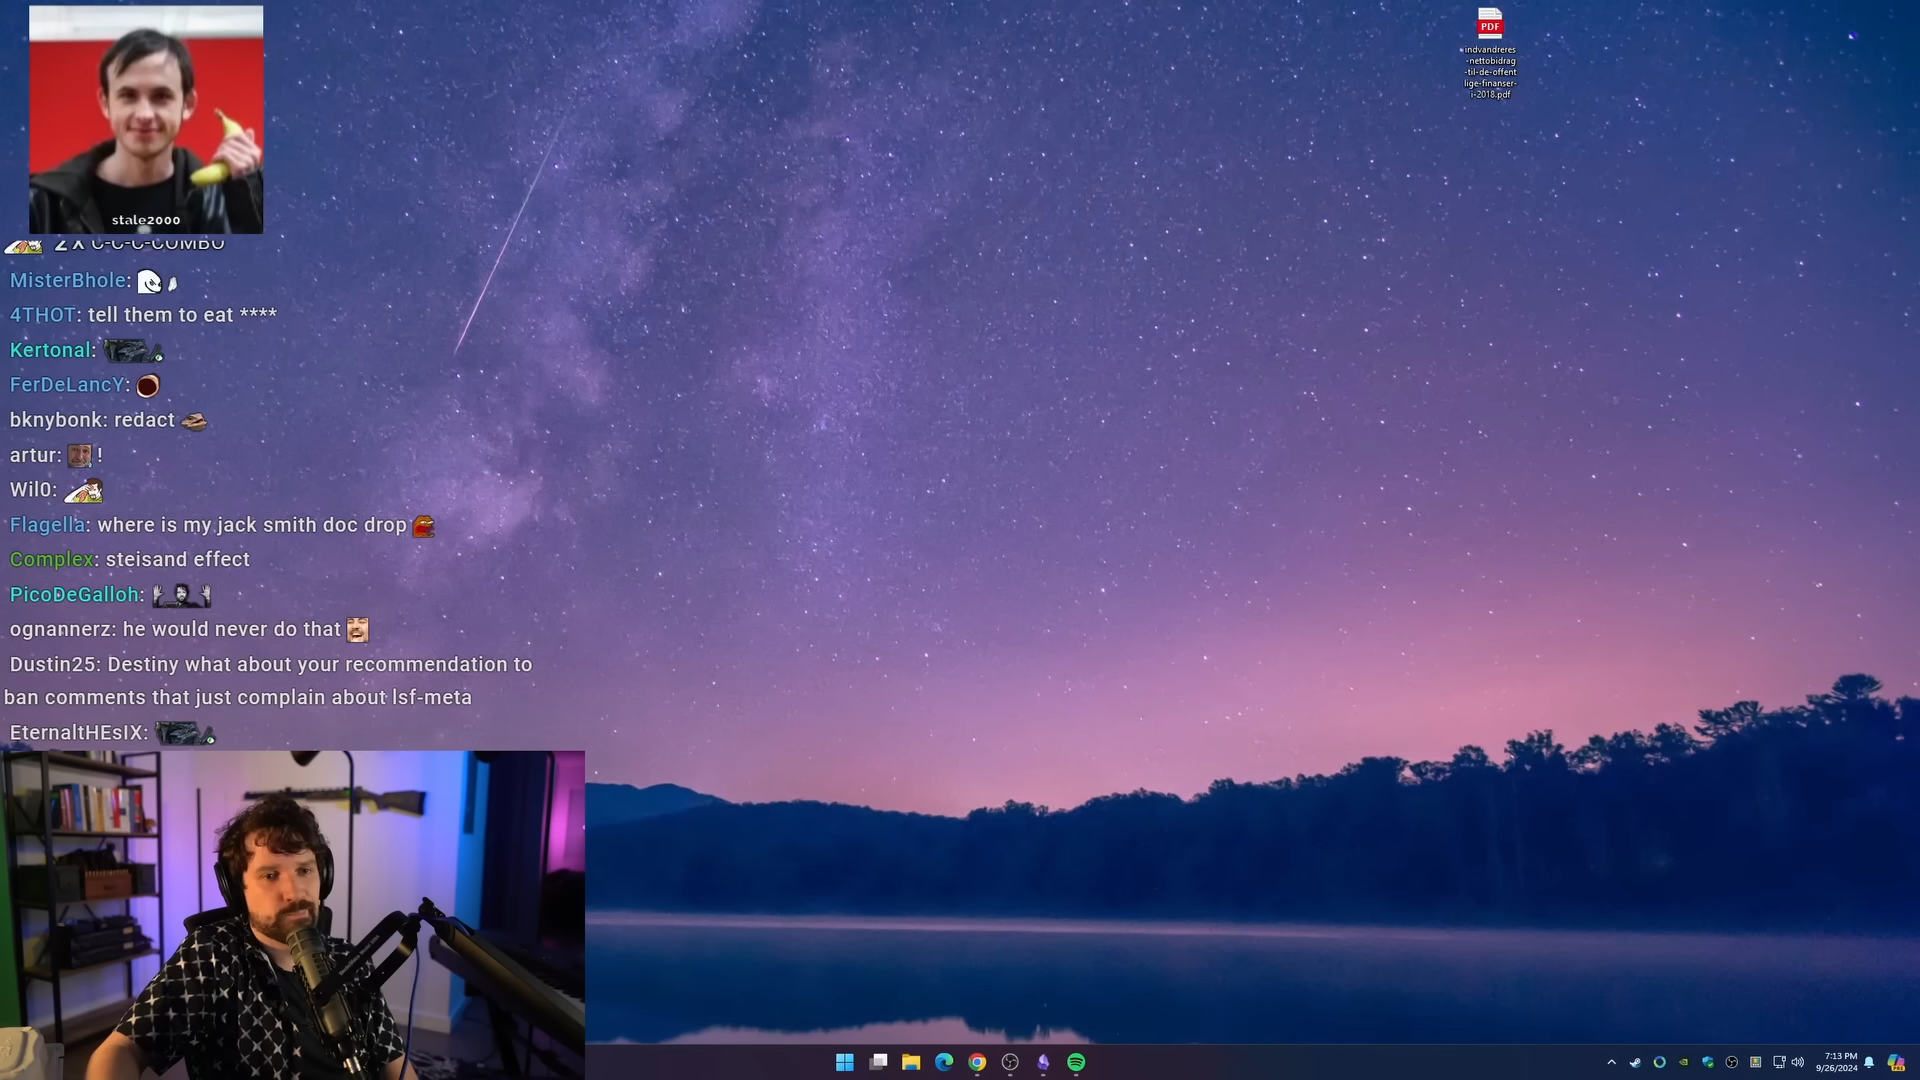 stale2000
2 X C-C-C-COMBO
MisterBhole:
4THOT: tell them to eat ****
Kertonal:
FerDeLancY:
bknybonk: redact
artur: !
Wil0:
Flagella: where is my jack smith doc drop
Complex: steisand effect
PicoDeGalloh:
ognannerz: he would never do that
Dustin25: Destiny what about your recommendation to
ban comments that just complain about lsf-meta
EternaltHEsIX:
PDF
indvandreres
-nettobidrag
-til-de-offent
lige-finanser-
i-2018.pdf
7:13 PM
9/26/2024